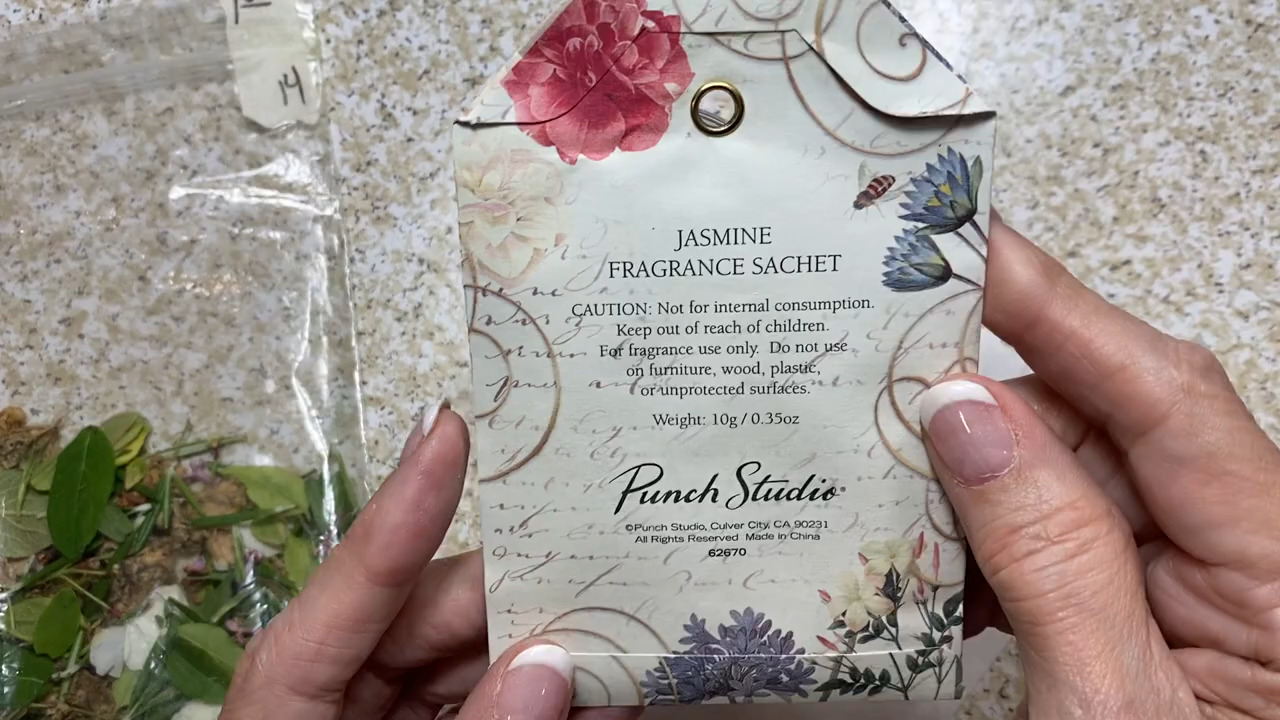 14
JASMINE
FRAGRANCE SACHET
CAUTION: Not for internal consumption.
Keep out of reach of children.
For fragrance use only. Do not use
on furniture, wood, plastic,
or unprotected surfaces.
Weight: 10g / 0.35oz
Punch Studio®
©Punch Studio, Culver City, CA 90231
All Rights Reserved Made in China
62670